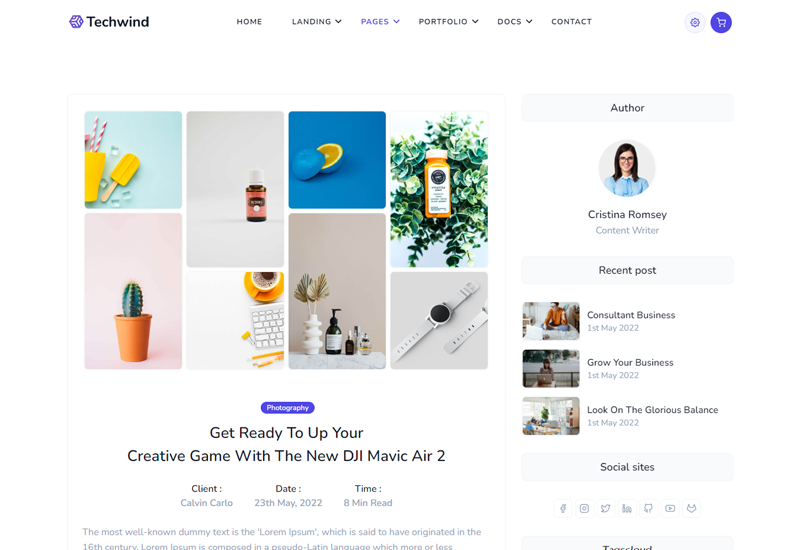 Techwind
HOME
LANDING
PAGES
PORTFOLIO
DOCS
CONTACT
Photography
Get Ready To Up Your
Creative Game With The New DJI Mavic Air 2
Client :
Calvin Carlo
Date :
23th May, 2022
Time :
8 Min Read
The most well-known dummy text is the 'Lorem Ipsum', which is said to have originated in the
16th century. Lorem Ipsum is composed in a pseudo-Latin language which more or less
Author
Cristina Romsey
Content Writer
Recent post
Consultant Business
1st May 2022
Grow Your Business
1st May 2022
Look On The Glorious Balance
1st May 2022
Social sites
Tagscloud